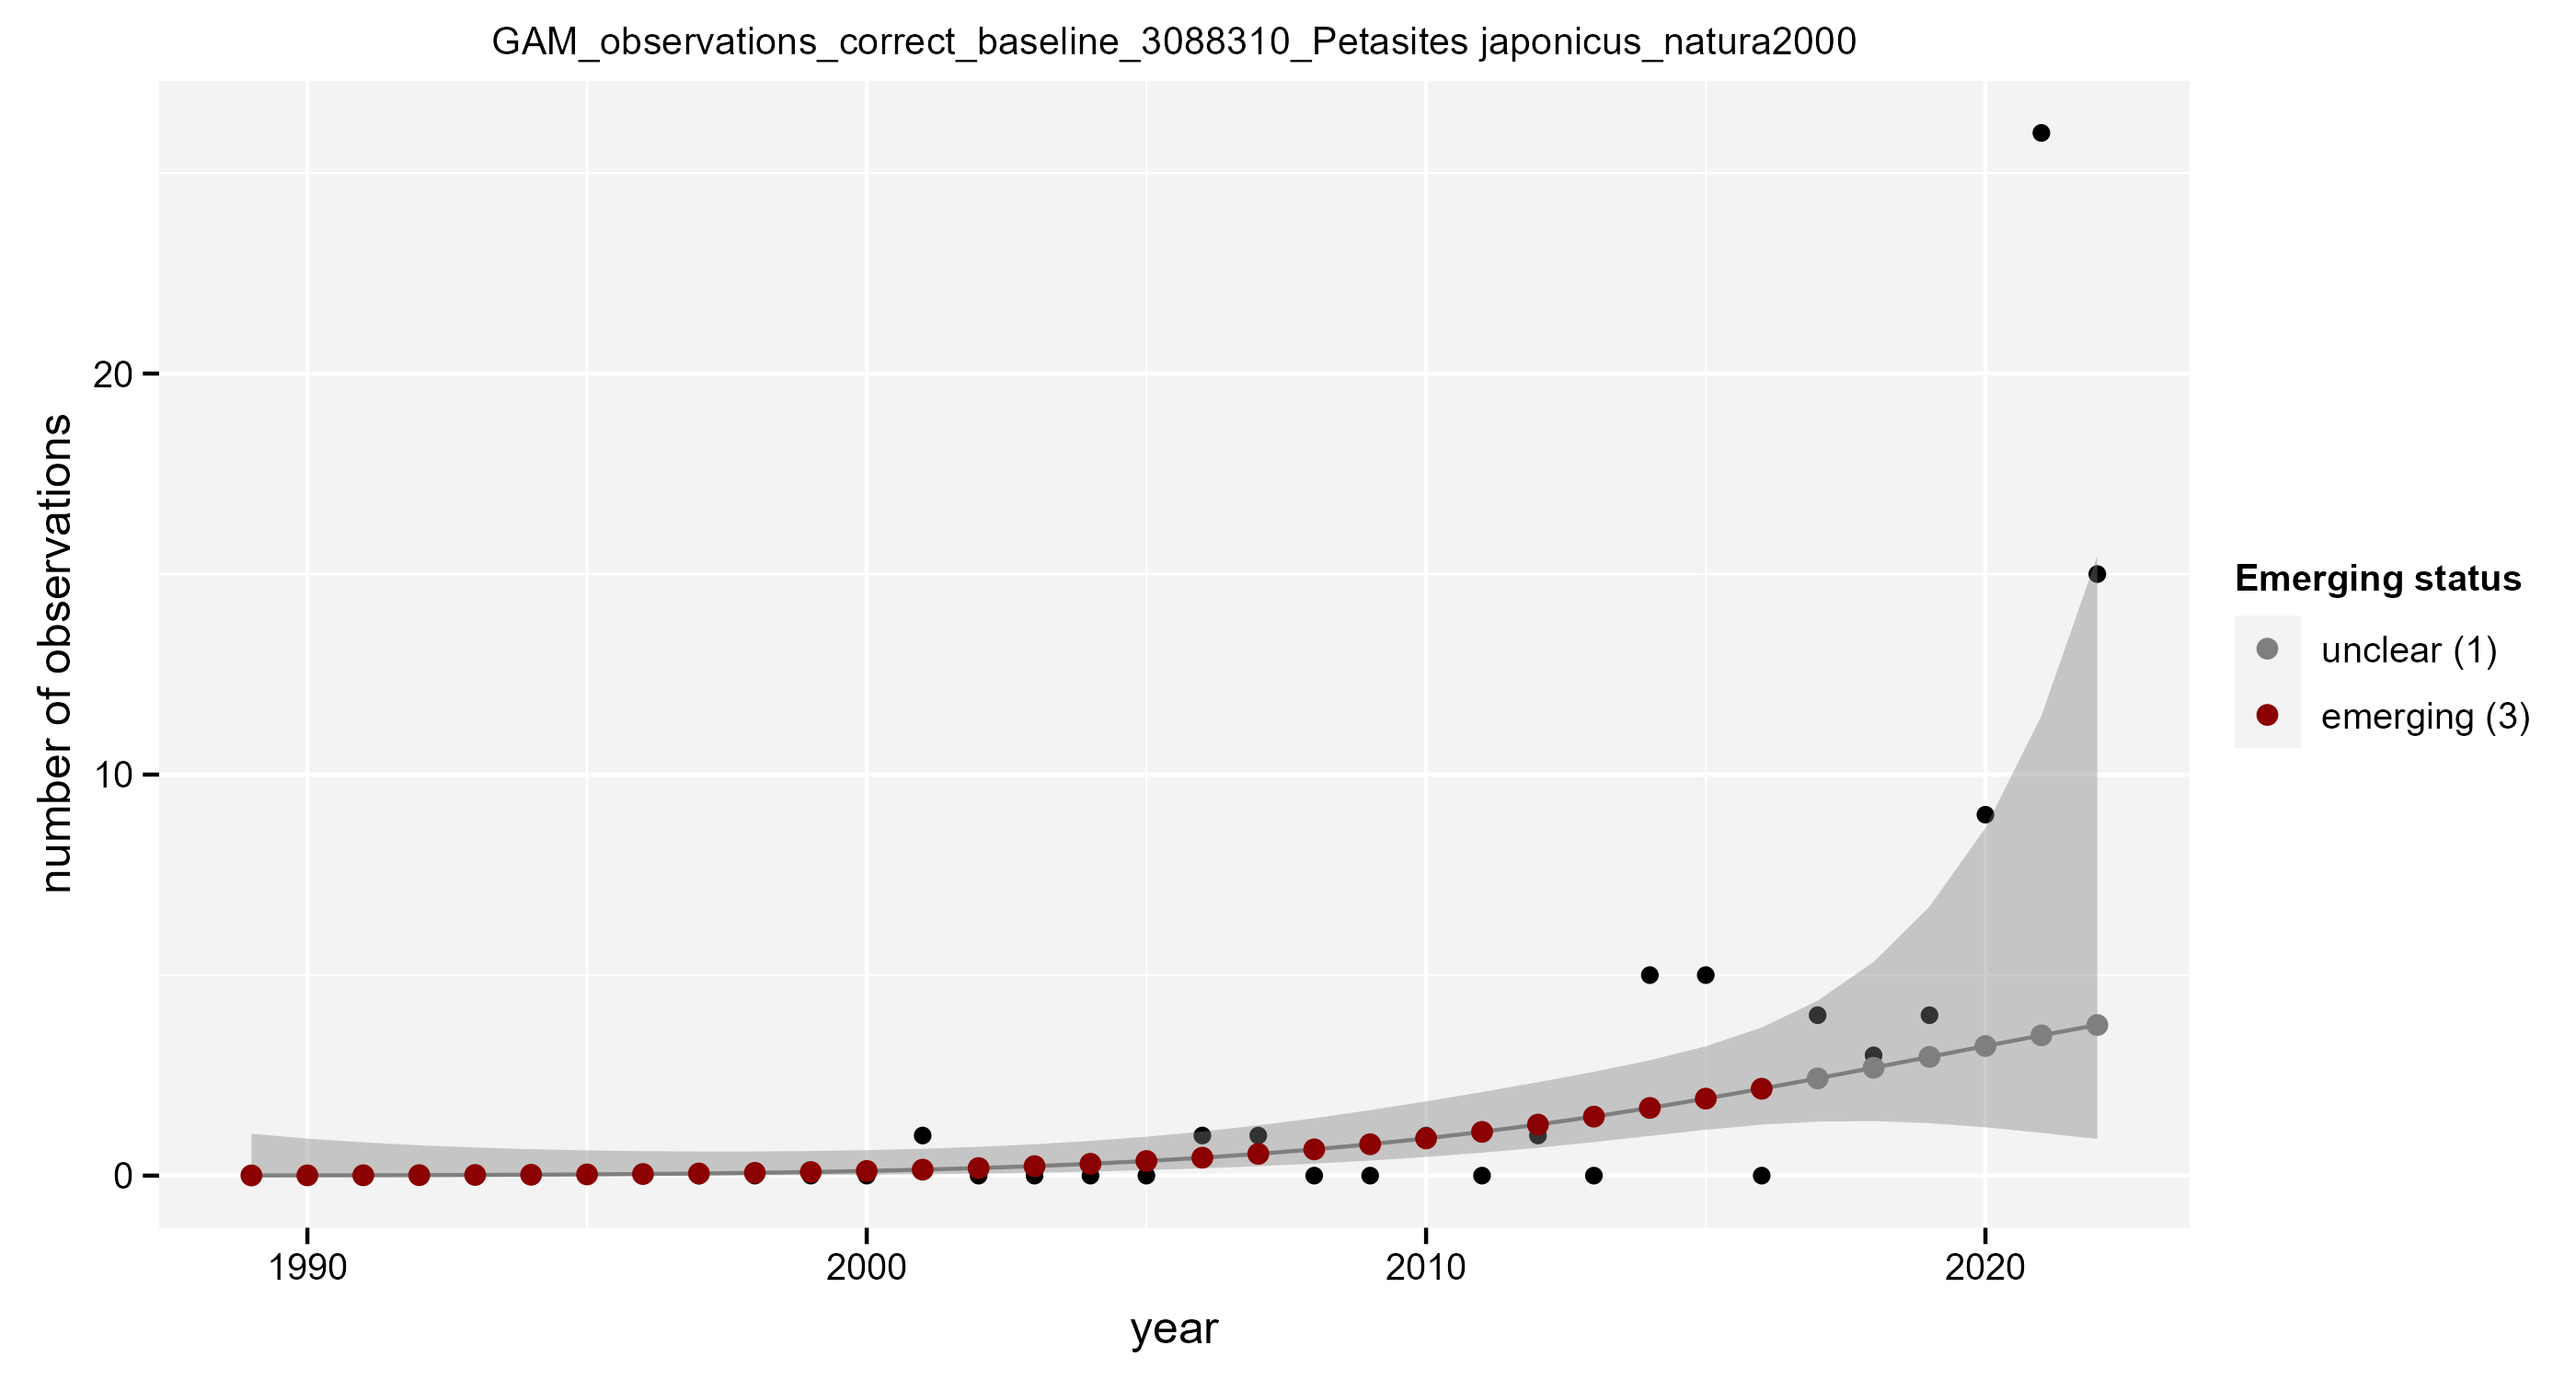 GAM_observations_correct_baseline_3088310_Petasites japonicus_natura2000
number of observations
20
10
0
1990
2000
2010
2020
year
Emerging status
unclear (1)
emerging (3)